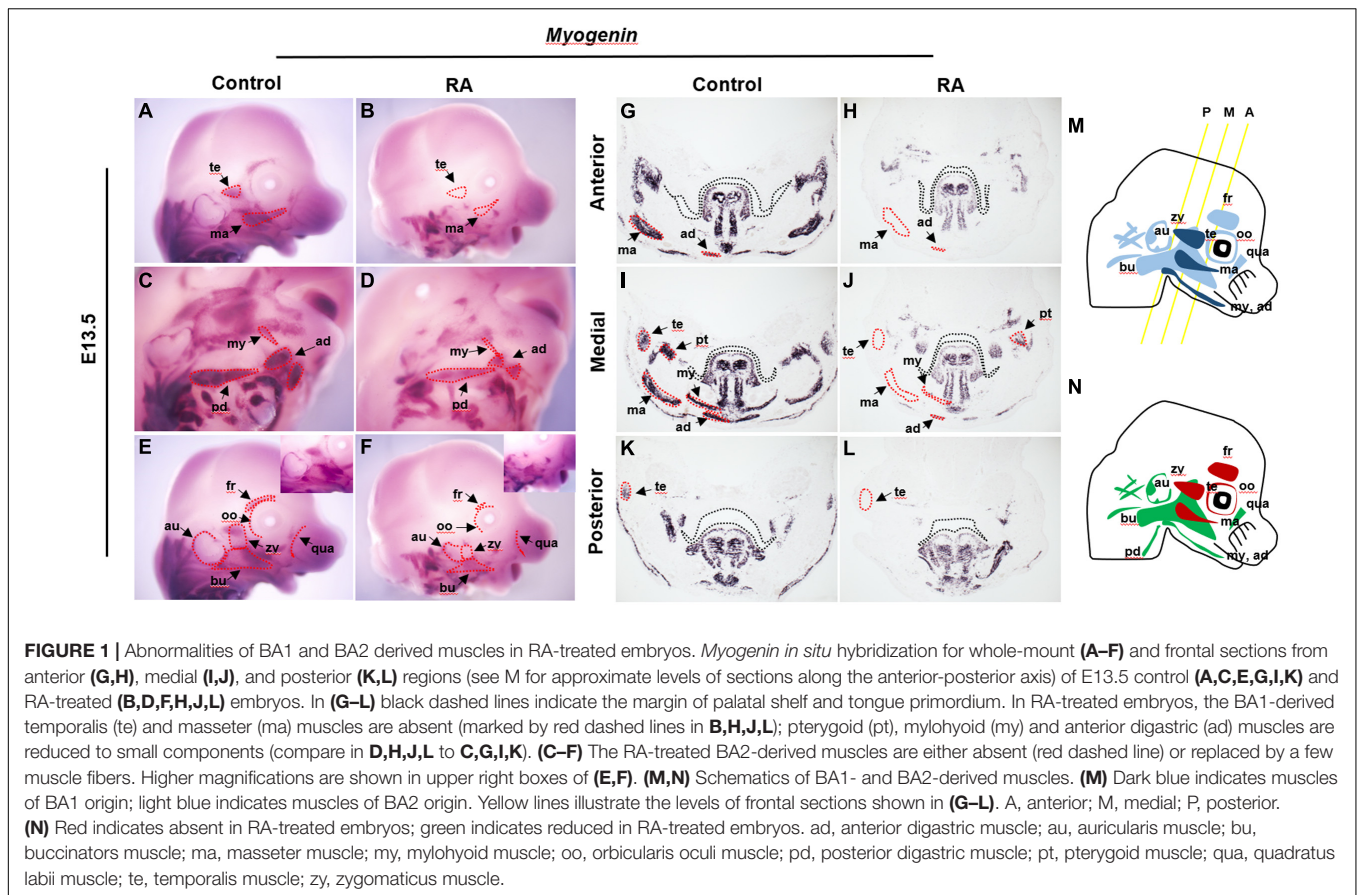 Myogenin
Control
RA
Control
RA
E13.5
Anterior
Medial
Posterior
A
te
ma
B
te
ma
C
my
ad
pd
D
my
ad
pd
E
fr
oo
au
zy
qua
bu
F
fr
oo
au
zy
qua
bu
G
ma
ad
H
ma
ad
I
te
pt
my
ma
ad
J
te
pt
my
ma
ad
K
te
L
te
M
P M A
fr
zy
au
te
oo
qua
bu
ma
my, ad
N
fr
zy
au
te
oo
qua
bu
ma
pd
my, ad
FIGURE 1 | Abnormalities of BA1 and BA2 derived muscles in RA-treated embryos. Myogenin in situ hybridization for whole-mount (A–F) and frontal sections from
anterior (G,H), medial (I,J), and posterior (K,L) regions (see M for approximate levels of sections along the anterior-posterior axis) of E13.5 control (A,C,E,G,I,K) and
RA-treated (B,D,F,H,J,L) embryos. In (G–L) black dashed lines indicate the margin of palatal shelf and tongue primordium. In RA-treated embryos, the BA1-derived
temporalis (te) and masseter (ma) muscles are absent (marked by red dashed lines in B,H,J,L); pterygoid (pt), mylohyoid (my) and anterior digastric (ad) muscles are
reduced to small components (compare in D,H,J,L to C,G,I,K). (C–F) The RA-treated BA2-derived muscles are either absent (red dashed line) or replaced by a few
muscle fibers. Higher magnifications are shown in upper right boxes of (E,F). (M,N) Schematics of BA1- and BA2-derived muscles. (M) Dark blue indicates muscles
of BA1 origin; light blue indicates muscles of BA2 origin. Yellow lines illustrate the levels of frontal sections shown in (G–L). A, anterior; M, medial; P, posterior.
(N) Red indicates absent in RA-treated embryos; green indicates reduced in RA-treated embryos. ad, anterior digastric muscle; au, auricularis muscle; bu,
buccinators muscle; ma, masseter muscle; my, mylohyoid muscle; oo, orbicularis oculi muscle; pd, posterior digastric muscle; pt, pterygoid muscle; qua, quadratus
labii muscle; te, temporalis muscle; zy, zygomaticus muscle.